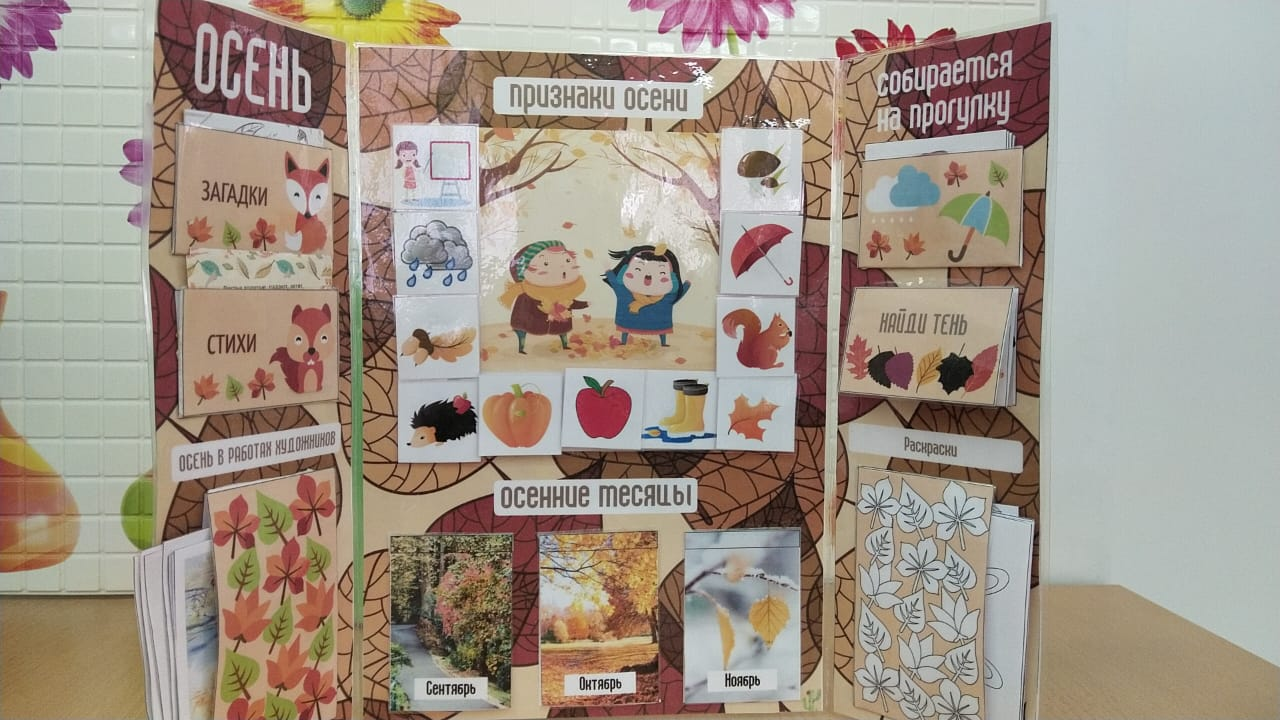 ОСЕНЬ
ЗАГАДКИ
СТИХИ
ОСЕНЬ В РАБОТАХ ХУДОЖНИКОВ
ПРИЗНАКИ ОСЕНИ
ОСЕННИЕ МЕСЯЦЫ
Сентябрь
Октябрь
Ноябрь
СОБИРАЕТСЯ
НА ПРОГУЛКУ
НАЙДИ ТЕНЬ
Раскраски